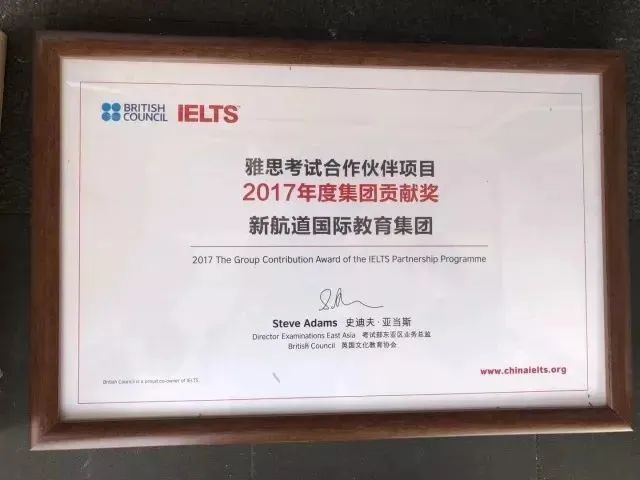 BRITISH COUNCIL IELTS™
雅思考试合作伙伴项目
2017年度集团贡献奖
新航道国际教育集团
2017 The Group Contribution Award of the IELTS Partnership Programme
Steve Adams 史迪夫·亚当斯
Director Examinations East Asia 考试部东亚区业务总监
British Council 英国文化教育协会
www.chinaielts.org
British Council is a proud co-owner of IELTS.